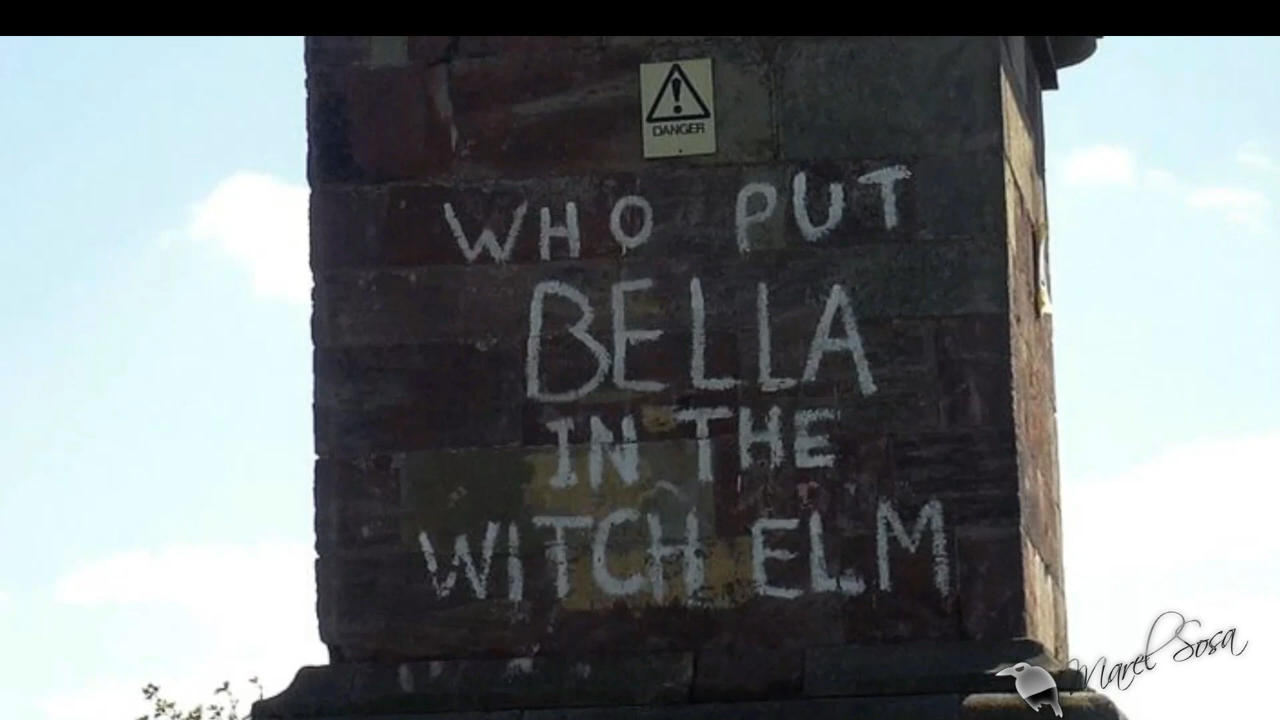 DANGER
WHO PUT
BELLA
IN THE
WITCH ELM
Marel Sosa